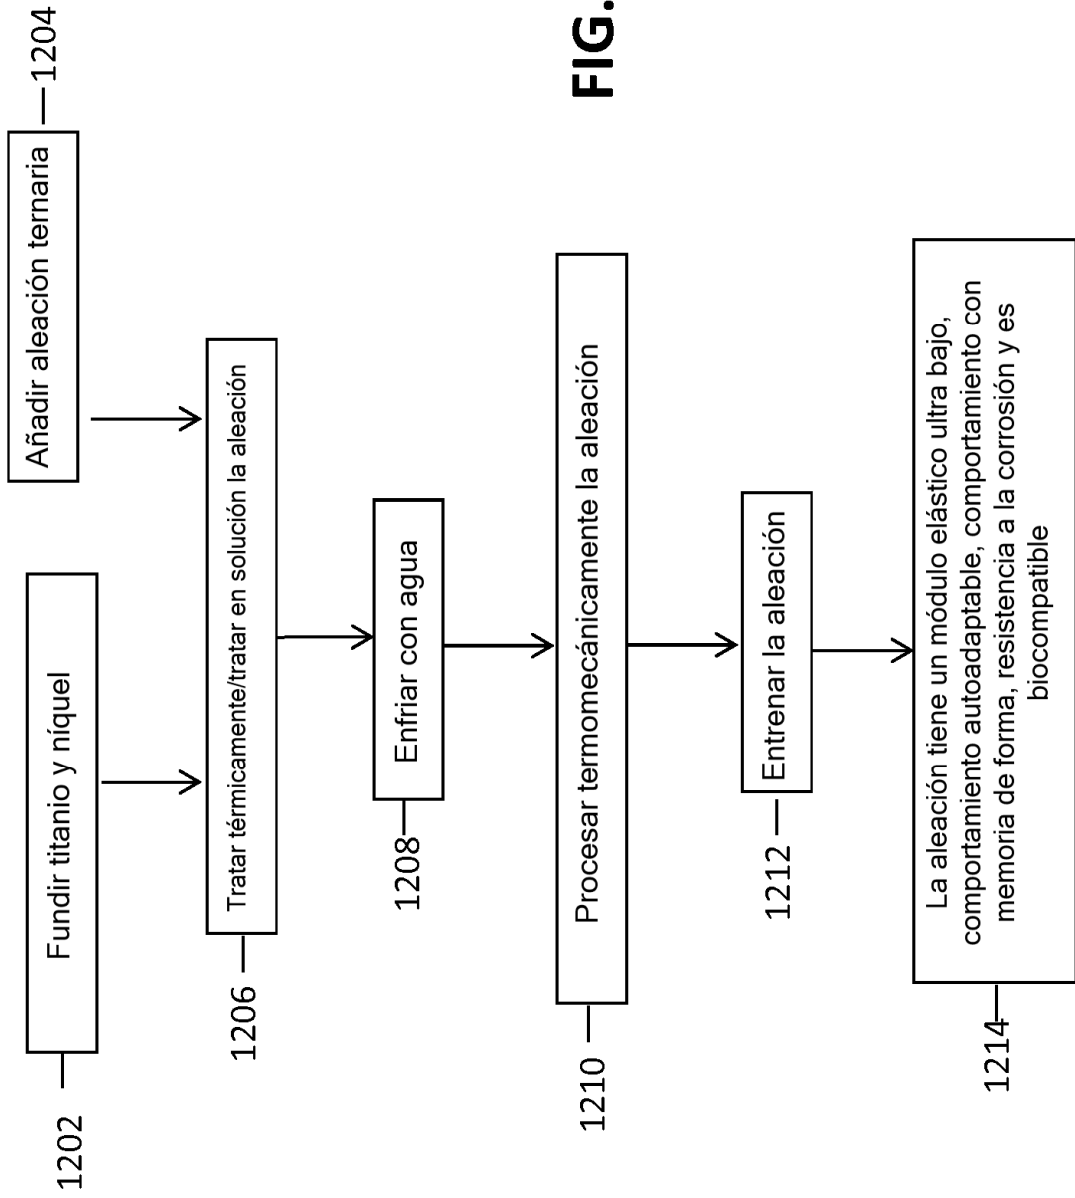 1202
Fundir titanio y níquel
Añadir aleación ternaria
1204
1206
Tratar térmicamente/tratar en solución la aleación
1208
Enfriar con agua
1210
Procesar termomecánicamente la aleación
1212
Entrenar la aleación
1214
La aleación tiene un módulo elástico ultra bajo,
comportamiento autoadaptable, comportamiento con
memoria de forma, resistencia a la corrosión y es
biocompatible
FIG.